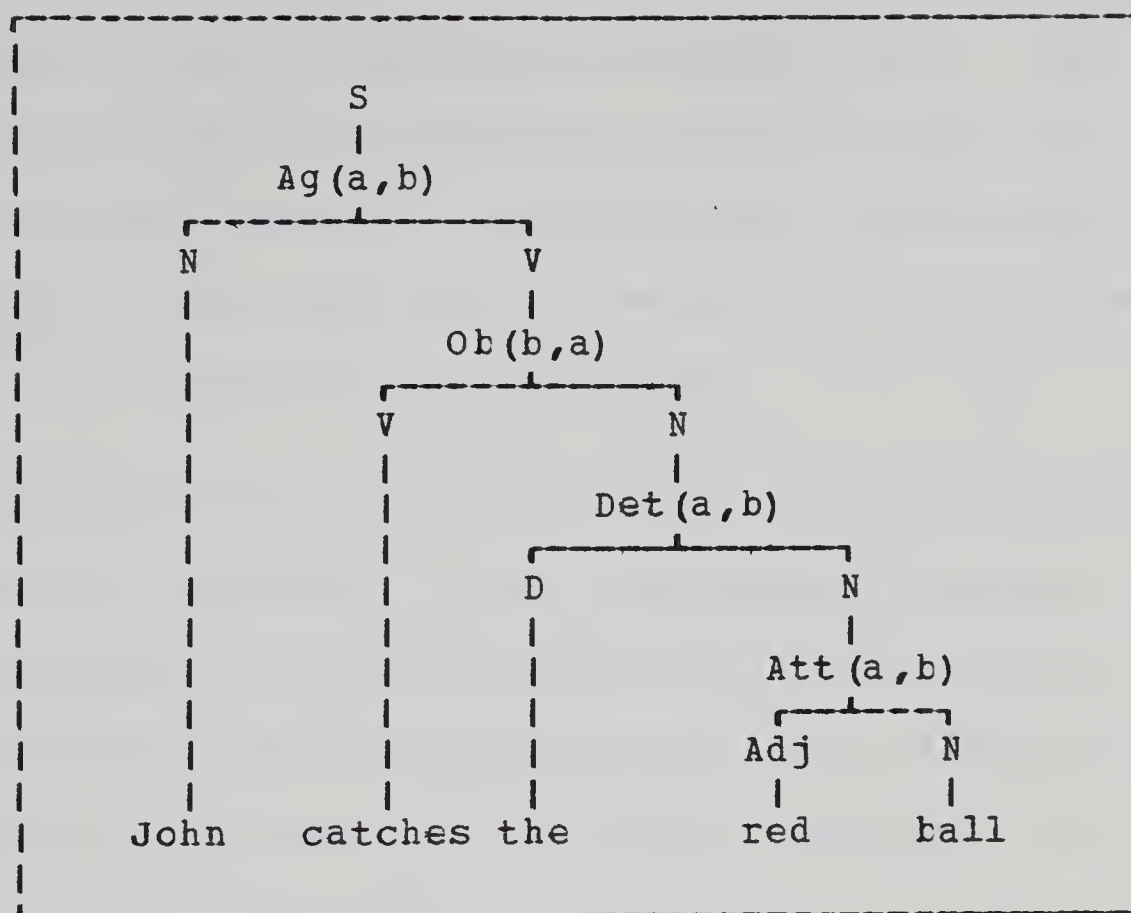 S
Ag(a,b)
N V
Ob(b,a)
V N
Det(a,b)
D N
Att(a,b)
Adj N
John catches the red ball